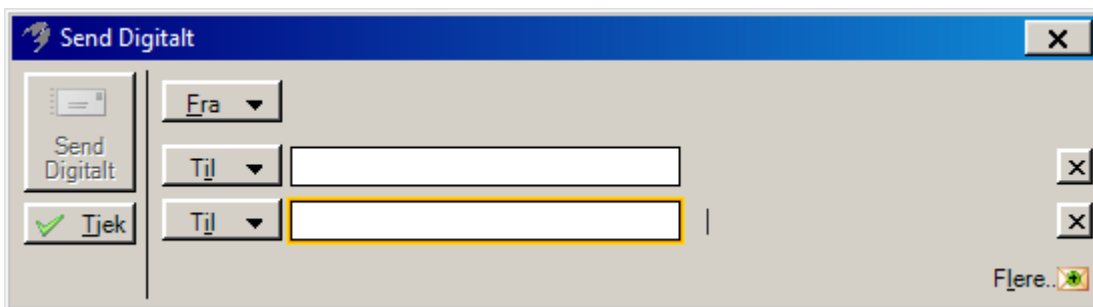 Send Digitalt
Send
Digitalt
Tjek
Fra
Til
Til
Flere..